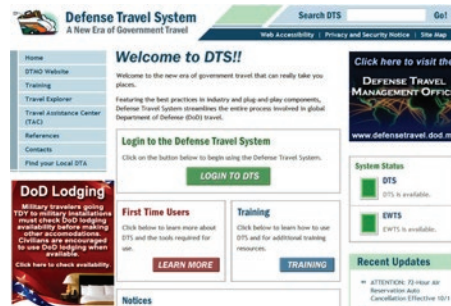 Defense Travel System
A New Era of Government Travel
Search DTS
Go!
Web Accessibility | Privacy and Security Notice | Site Map
Home
DTMO Website
Training
Travel Explorer
Travel Assistance Center
(TAC)
References
Contacts
Find your Local DTA
DoD Lodging
Military travelers going
TDY to military installations
must check DoD lodging
availability before making
other accomodations.
Civilians are encouraged
to use DoD lodging when
available.
Click here to check availability.
Welcome to DTS!!
Welcome to the new era of government travel that can really take you
places.
Featuring the best practices in industry and plug-and-play components,
Defense Travel System streamlines the entire process involved in global
Department of Defense (DoD) travel.
Login to the Defense Travel System
Click on the button below to begin using the Defense Travel System.
LOGIN TO DTS
First Time Users
Click below to learn more about
DTS and the tools required for
use.
LEARN MORE
Training
Click below to learn how to use
DTS and for additional training
resources.
TRAINING
Notices
Click here to visit the
DEFENSE TRAVEL
MANAGEMENT OFFIC
www.defensetravel.dod.m
System Status
DTS
DTS is available.
EWTS
EWTS is available.
Recent Updates
ATTENTION: 72-Hour Air
Reservation Auto
Cancellation Effective 10/1